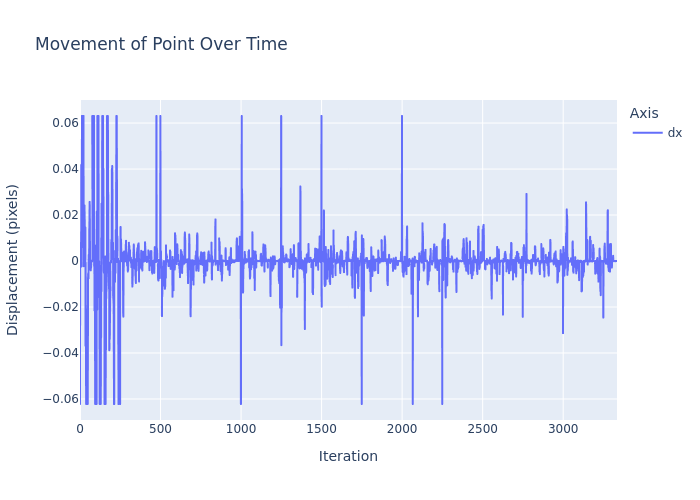 Movement of Point Over Time
Axis
dx
0.06
0.04
0.02
0
−0.02
−0.04
−0.06
Displacement (pixels)
0 500 1000 1500 2000 2500 3000
Iteration